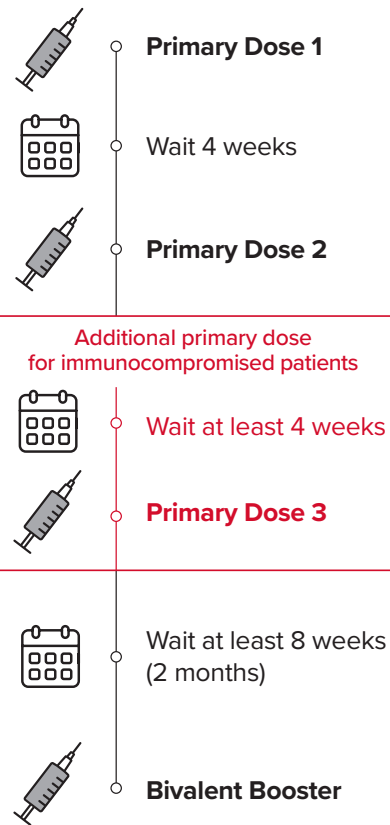 Primary Dose 1
Wait 4 weeks
Primary Dose 2
Additional primary dose
for immunocompromised patients
Wait at least 4 weeks
Primary Dose 3
Wait at least 8 weeks
(2 months)
Bivalent Booster